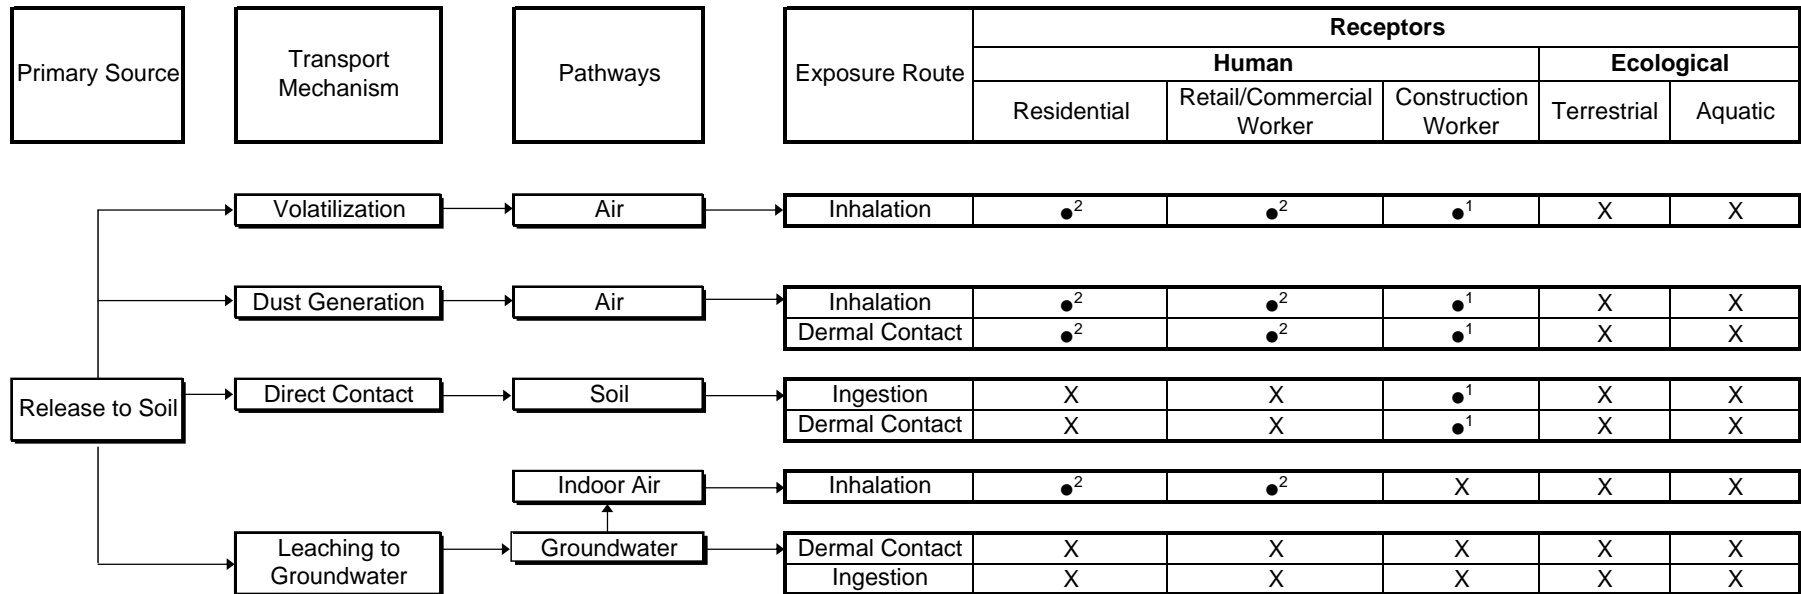 Primary Source
Transport
Mechanism
Pathways
Exposure Route
Receptors
Human
Ecological
Residential
Retail/Commercial
Worker
Construction
Worker
Terrestrial
Aquatic
Volatilization
Air
Inhalation ●2 ●2 ●1 X X
Dust Generation
Air
Inhalation ●2 ●2 ●1 X X
Dermal Contact ●2 ●2 ●1 X X
Release to Soil
Direct Contact
Soil
Ingestion X X ●1 X X
Dermal Contact X X ●1 X X
Indoor Air
Inhalation ●2 ●2 X X X
Leaching to
Groundwater
Groundwater
Dermal Contact X X X X X
Ingestion X X X X X